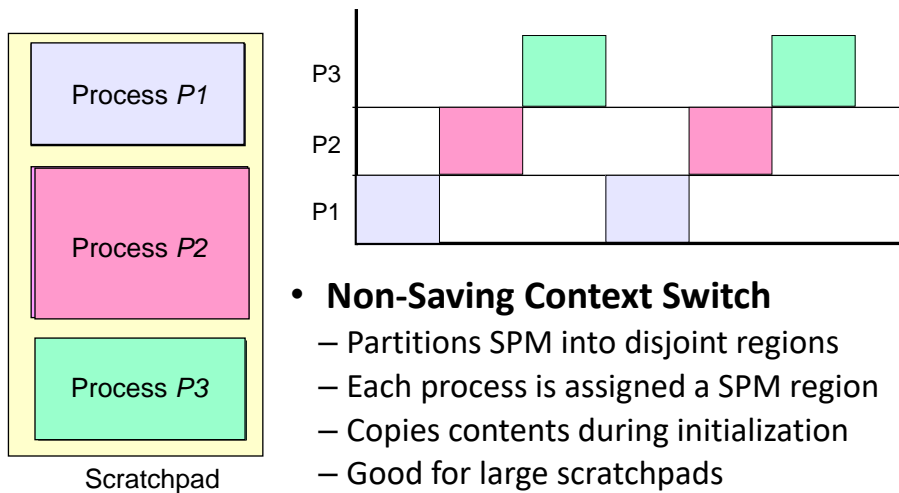 Process P1
Process P2
Process P3
Scratchpad
P3
P2
P1
• Non-Saving Context Switch
– Partitions SPM into disjoint regions
– Each process is assigned a SPM region
– Copies contents during initialization
– Good for large scratchpads